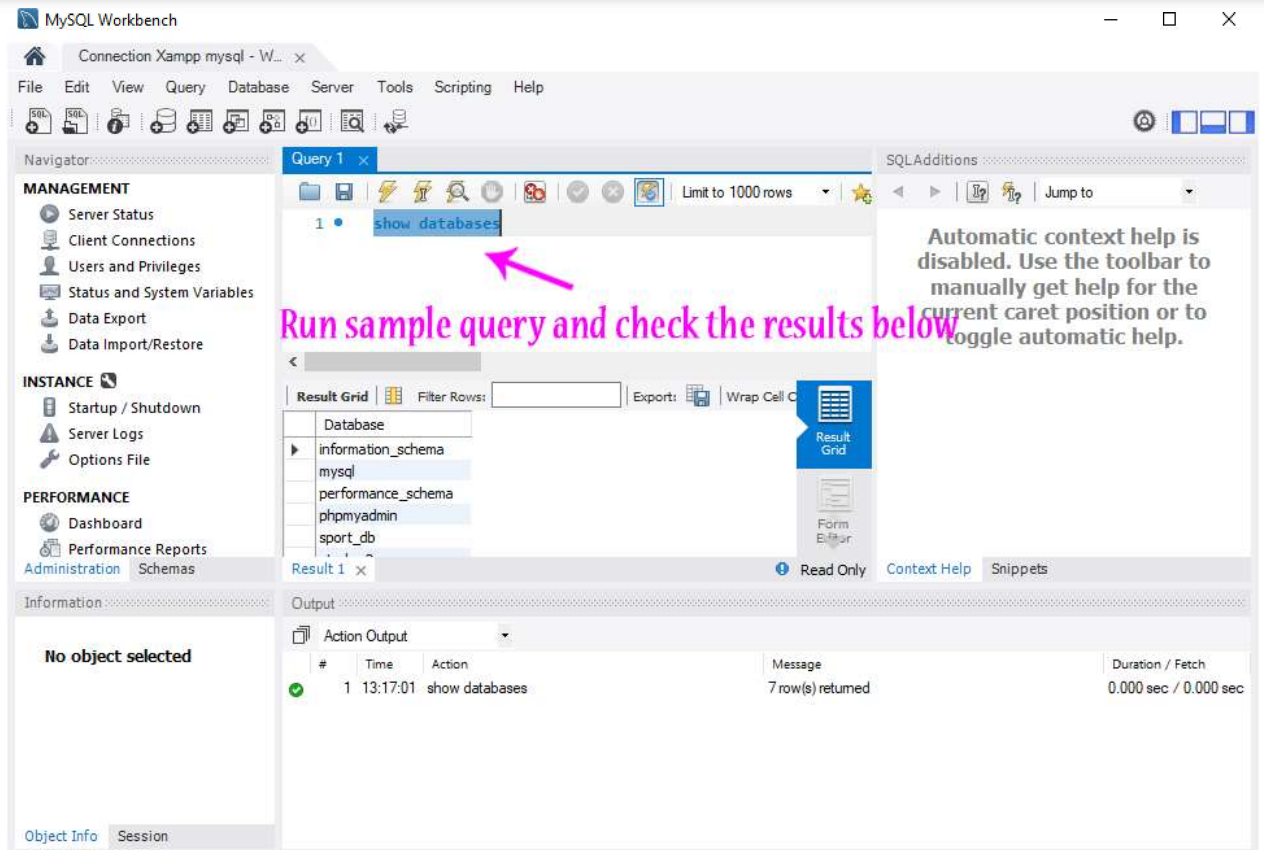 MySQL Workbench
Connection Xampp mysql - W...
File Edit View Query Database Server Tools Scripting Help
Navigator
MANAGEMENT
Server Status
Client Connections
Users and Privileges
Status and System Variables
Data Export
Data Import/Restore
INSTANCE
Startup / Shutdown
Server Logs
Options File
PERFORMANCE
Dashboard
Performance Reports
Administration Schemas
Query 1
Limit to 1000 rows
1 show databases
Run sample query and check the results below
Result Grid Filter Rows: Export: Wrap Cell C
Database
information_schema
mysql
performance_schema
phpmyadmin
sport_db
Result
Grid
Form
Editor
Result 1 Read Only
SQLAdditions
Jump to
Automatic context help is
disabled. Use the toolbar to
manually get help for the
current caret position or to
toggle automatic help.
Context Help Snippets
Information
No object selected
Object Info Session
Output
Action Output
# Time Action Message Duration / Fetch
1 13:17:01 show databases 7 row(s) returned 0.000 sec / 0.000 sec